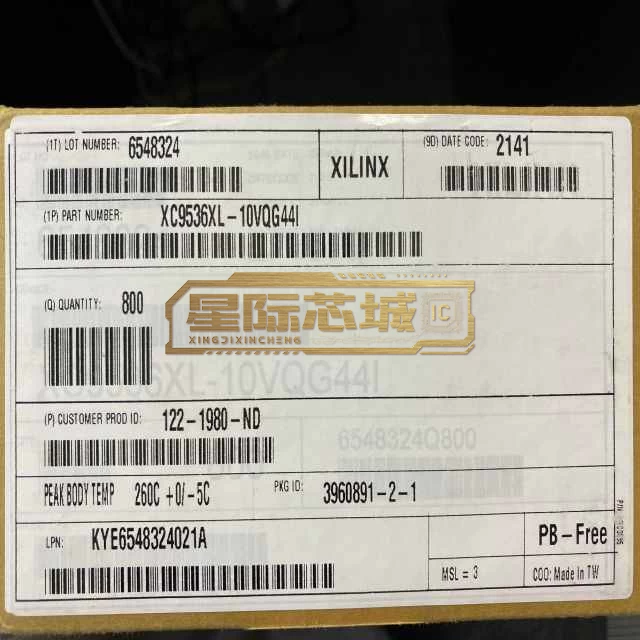 (1T) LOT NUMBER: 6548324
XILINX
(9D) DATE CODE: 2141
(1P) PART NUMBER: XC9536XL-10VQG44I
(Q) QUANTITY: 800
星际芯城 IC
XINGJIXINCHENG
XC9536XL-10VQG44I
(P) CUSTOMER PROD ID: 122-1980-ND
6548324Q800
PEAK BODY TEMP 260C +0/-5C PKG ID: 3960891-2-1
LPN: KYE6548324021A
PB-Free
MSL = 3
COO: Made in TW